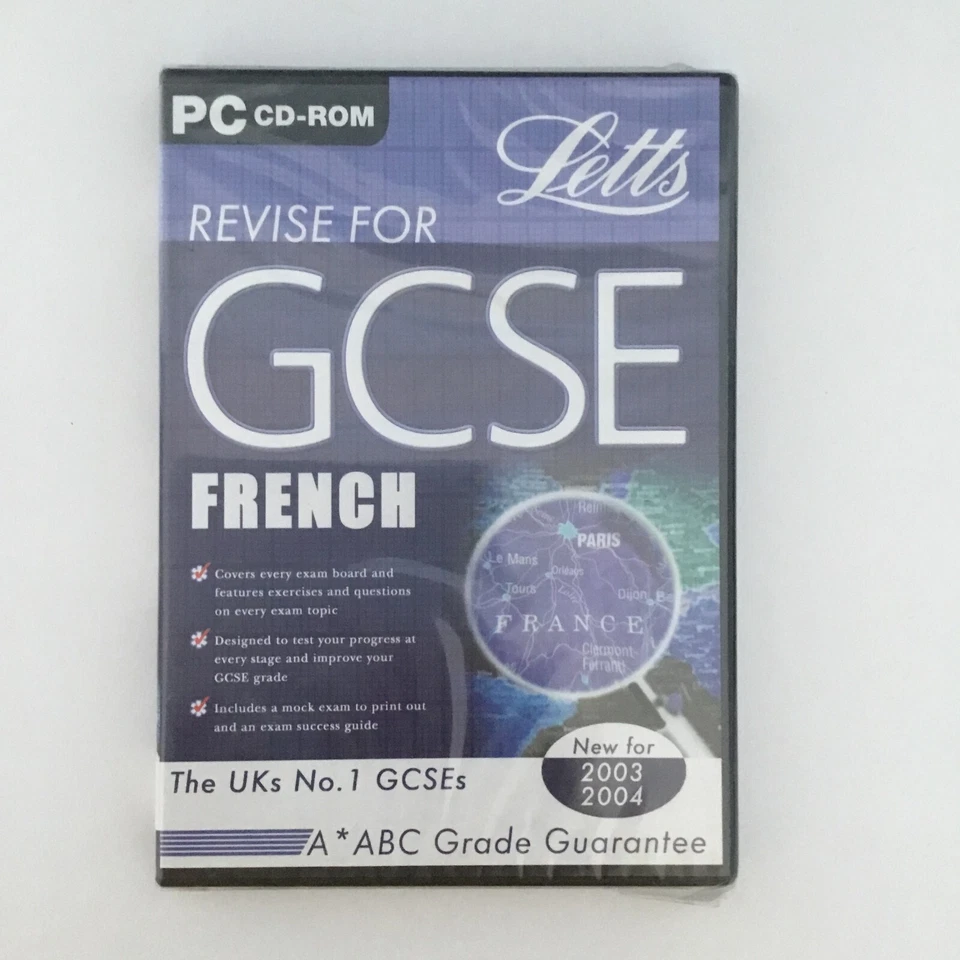 PC CD-ROM
Letts
REVISE FOR
GCSE
FRENCH
Covers every exam board and
features exercises and questions
on every exam topic
Designed to test your progress at
every stage and improve your
GCSE grade
Includes a mock exam to print out
and an exam success guide
PARIS
Le Mans
Orléans
Tours
Dijon
FRANCE
Clermont
Ferrant
New for
2003
2004
The UKs No.1 GCSEs
A*ABC Grade Guarantee